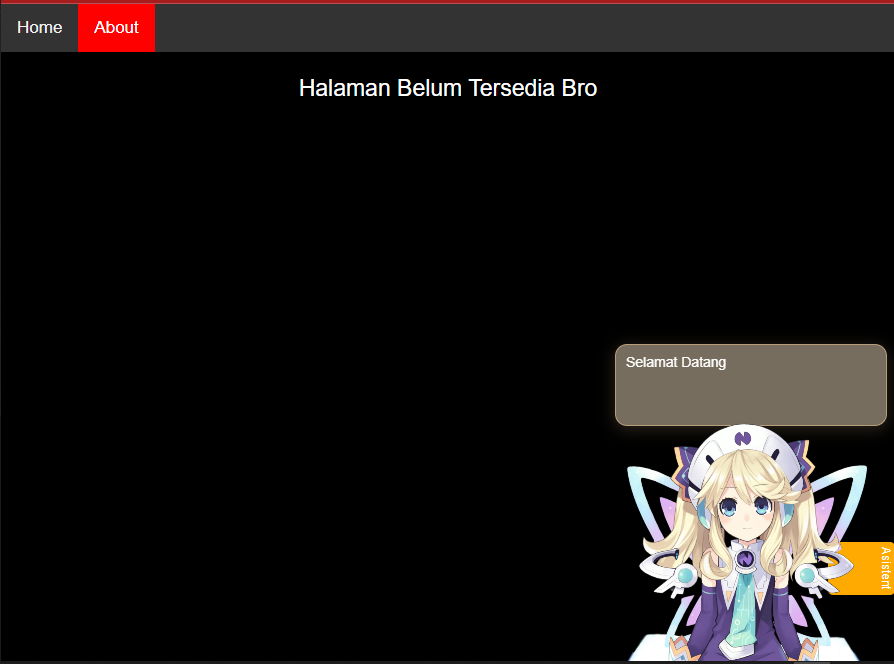 Home
About
Halaman Belum Tersedia Bro
Selamat Datang
N
N
Asistent